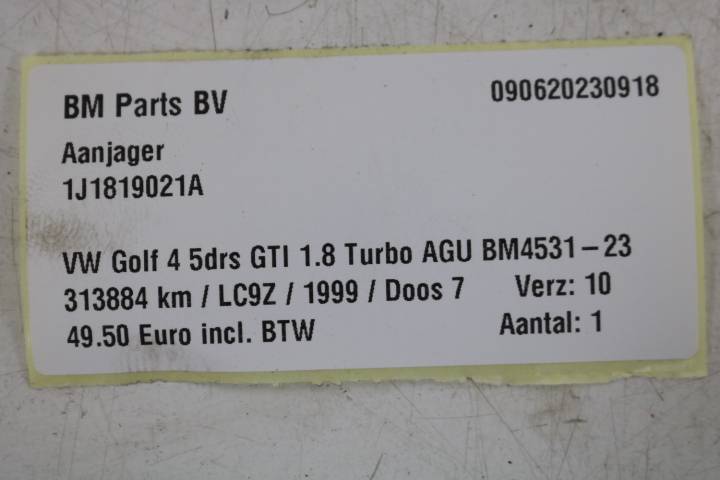 BM Parts BV 090620230918
Aanjager
1J1819021A
VW Golf 4 5drs GTI 1.8 Turbo AGU BM4531-23
313884 km / LC9Z / 1999 / Doos 7 Verz: 10
49.50 Euro incl. BTW Aantal: 1